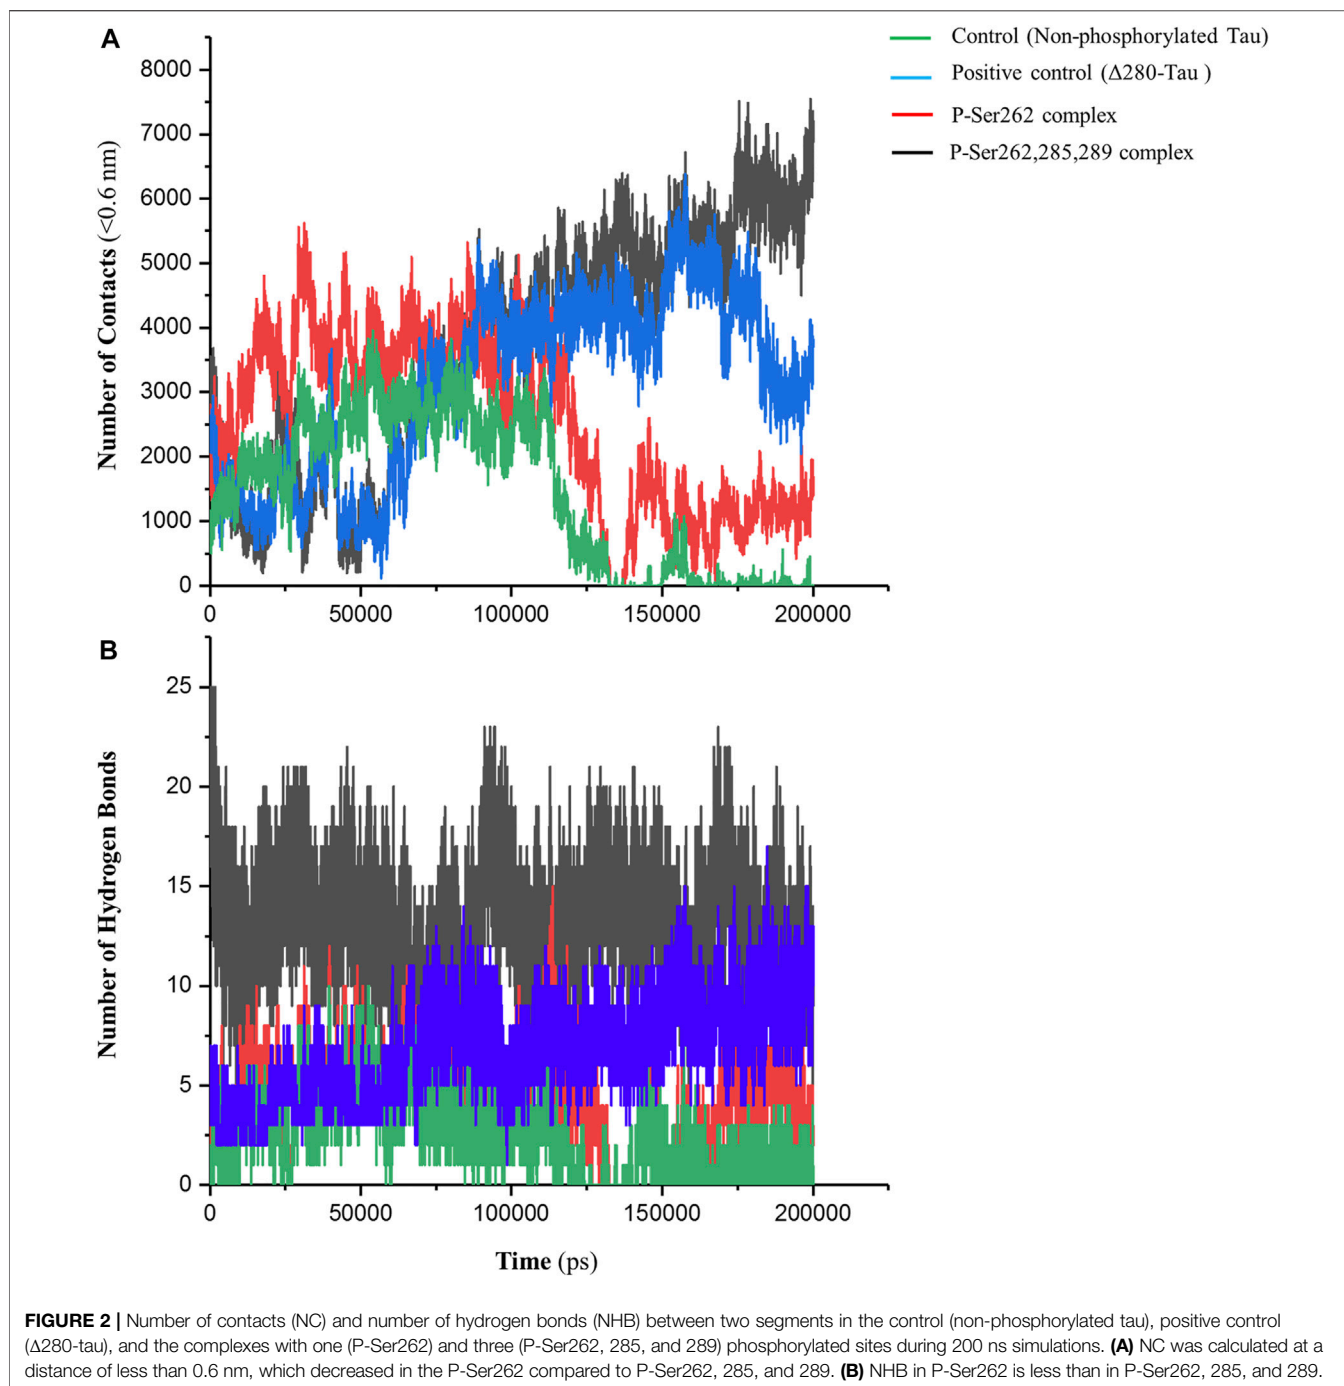 A
Control (Non-phosphorylated Tau)
Positive control (Δ280-Tau )
P-Ser262 complex
P-Ser262,285,289 complex
Number of Contacts (<0.6 nm)
8000
7000
6000
5000
4000
3000
2000
1000
0
0 50000 100000 150000 200000
B
Number of Hydrogen Bonds
25
20
15
10
5
0
0 50000 100000 150000 200000
Time (ps)
FIGURE 2 | Number of contacts (NC) and number of hydrogen bonds (NHB) between two segments in the control (non-phosphorylated tau), positive control
(Δ280-tau), and the complexes with one (P-Ser262) and three (P-Ser262, 285, and 289) phosphorylated sites during 200 ns simulations. (A) NC was calculated at a
distance of less than 0.6 nm, which decreased in the P-Ser262 compared to P-Ser262, 285, and 289. (B) NHB in P-Ser262 is less than in P-Ser262, 285, and 289.